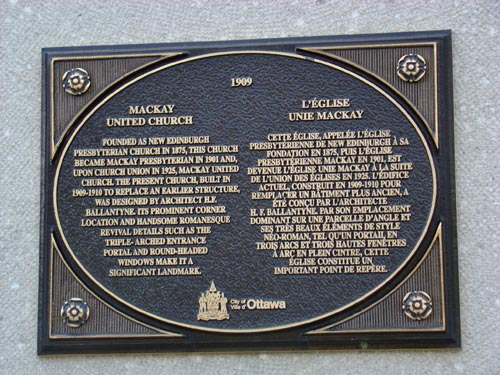 1909
MACKAY
UNITED CHURCH
FOUNDED AS NEW EDINBURGH
PRESBYTERIAN CHURCH IN 1875, THIS CHURCH
BECAME MACKAY PRESBYTERIAN IN 1901 AND,
UPON CHURCH UNION IN 1925, MACKAY UNITED
CHURCH. THE PRESENT CHURCH, BUILT IN
1909-1910 TO REPLACE AN EARLIER STRUCTURE,
WAS DESIGNED BY ARCHITECT H.F.
BALLANTYNE. ITS PROMINENT CORNER
LOCATION AND HANDSOME ROMANESQUE
REVIVAL DETAILS SUCH AS THE
TRIPLE-ARCHED ENTRANCE
PORTAL AND ROUND-HEADED
WINDOWS MAKE IT A
SIGNIFICANT LANDMARK.
L'ÉGLISE
UNIE MACKAY
CETTE ÉGLISE, APPELÉE L'ÉGLISE
PRESBYTÉRIENNE DE NEW EDINBURGH À SA
FONDATION EN 1875, PUIS L'ÉGLISE
PRESBYTÉRIENNE MACKAY EN 1901, EST
DEVENUE L'ÉGLISE UNIE MACKAY À LA SUITE
DE L'UNION DES ÉGLISES EN 1925. L'ÉDIFICE
ACTUEL, CONSTRUIT EN 1909-1910 POUR
REMPLACER UN BÂTIMENT PLUS ANCIEN, A
ÉTÉ CONÇU PAR L'ARCHITECTE
H. F. BALLANTYNE. PAR SON EMPLACEMENT
DOMINANT SUR UNE PARCELLE D'ANGLE ET
SES TRÈS BEAUX ÉLÉMENTS DE STYLE
NÉO-ROMAN, TEL QU'UN PORTAIL, EN
TROIS ARCS ET TROIS HAUTES FENÊTRES
À ARC EN PLEIN CINTRE, CETTE
ÉGLISE CONSTITUE UN
IMPORTANT POINT DE REPÈRE.
City of
Ville d'Ottawa